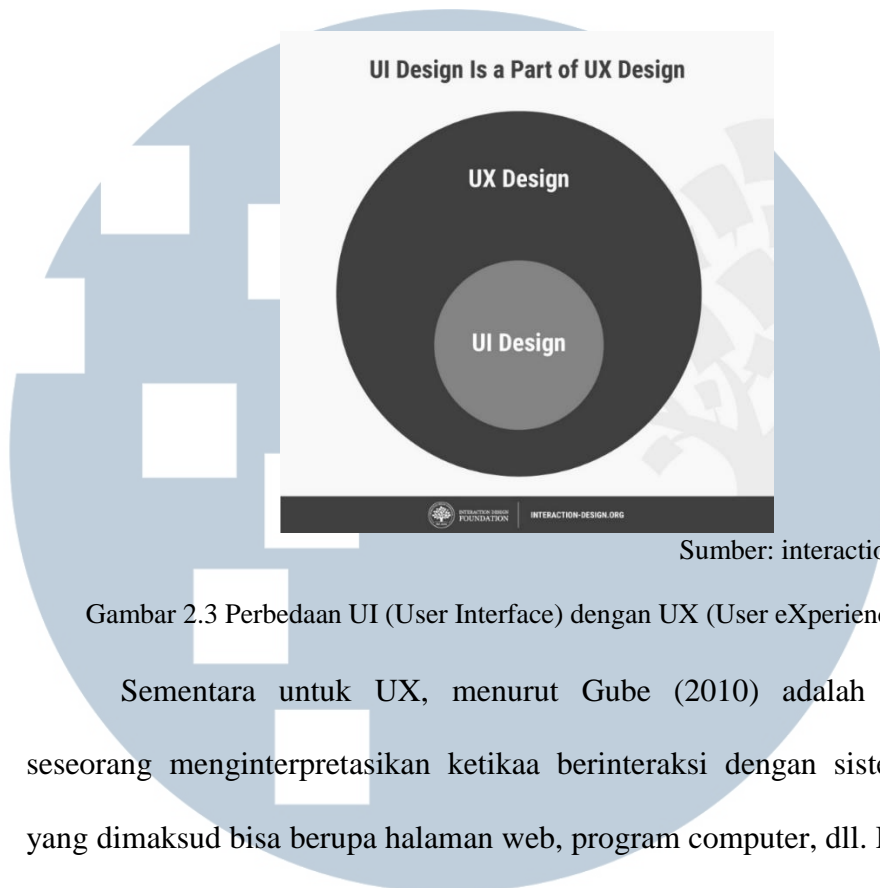 UI Design Is a Part of UX Design
UX Design
UI Design
INTERACTION DESIGN
FOUNDATION
INTERACTION-DESIGN.ORG
Sumber: interactio
Gambar 2.3 Perbedaan UI (User Interface) dengan UX (User eXperien
Sementara untuk UX, menurut Gube (2010) adalah
seseorang menginterpretasikan ketikaa berinteraksi dengan siste
yang dimaksud bisa berupa halaman web, program computer, dll.